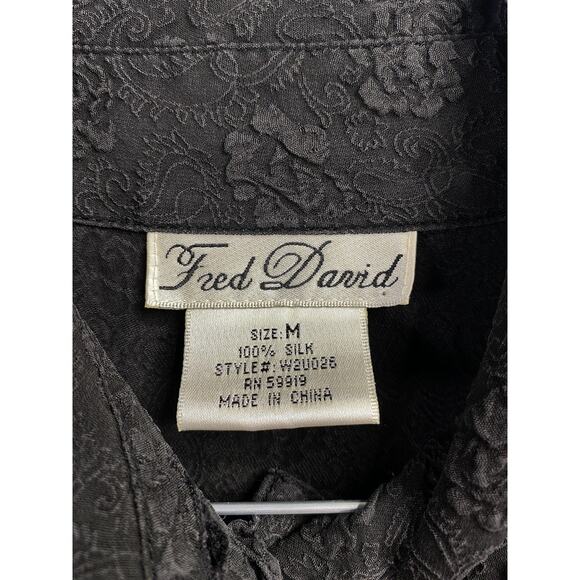 Fred David
SIZE: M
100% SILK
STYLE#: W2U026
RN 59919
MADE IN CHINA